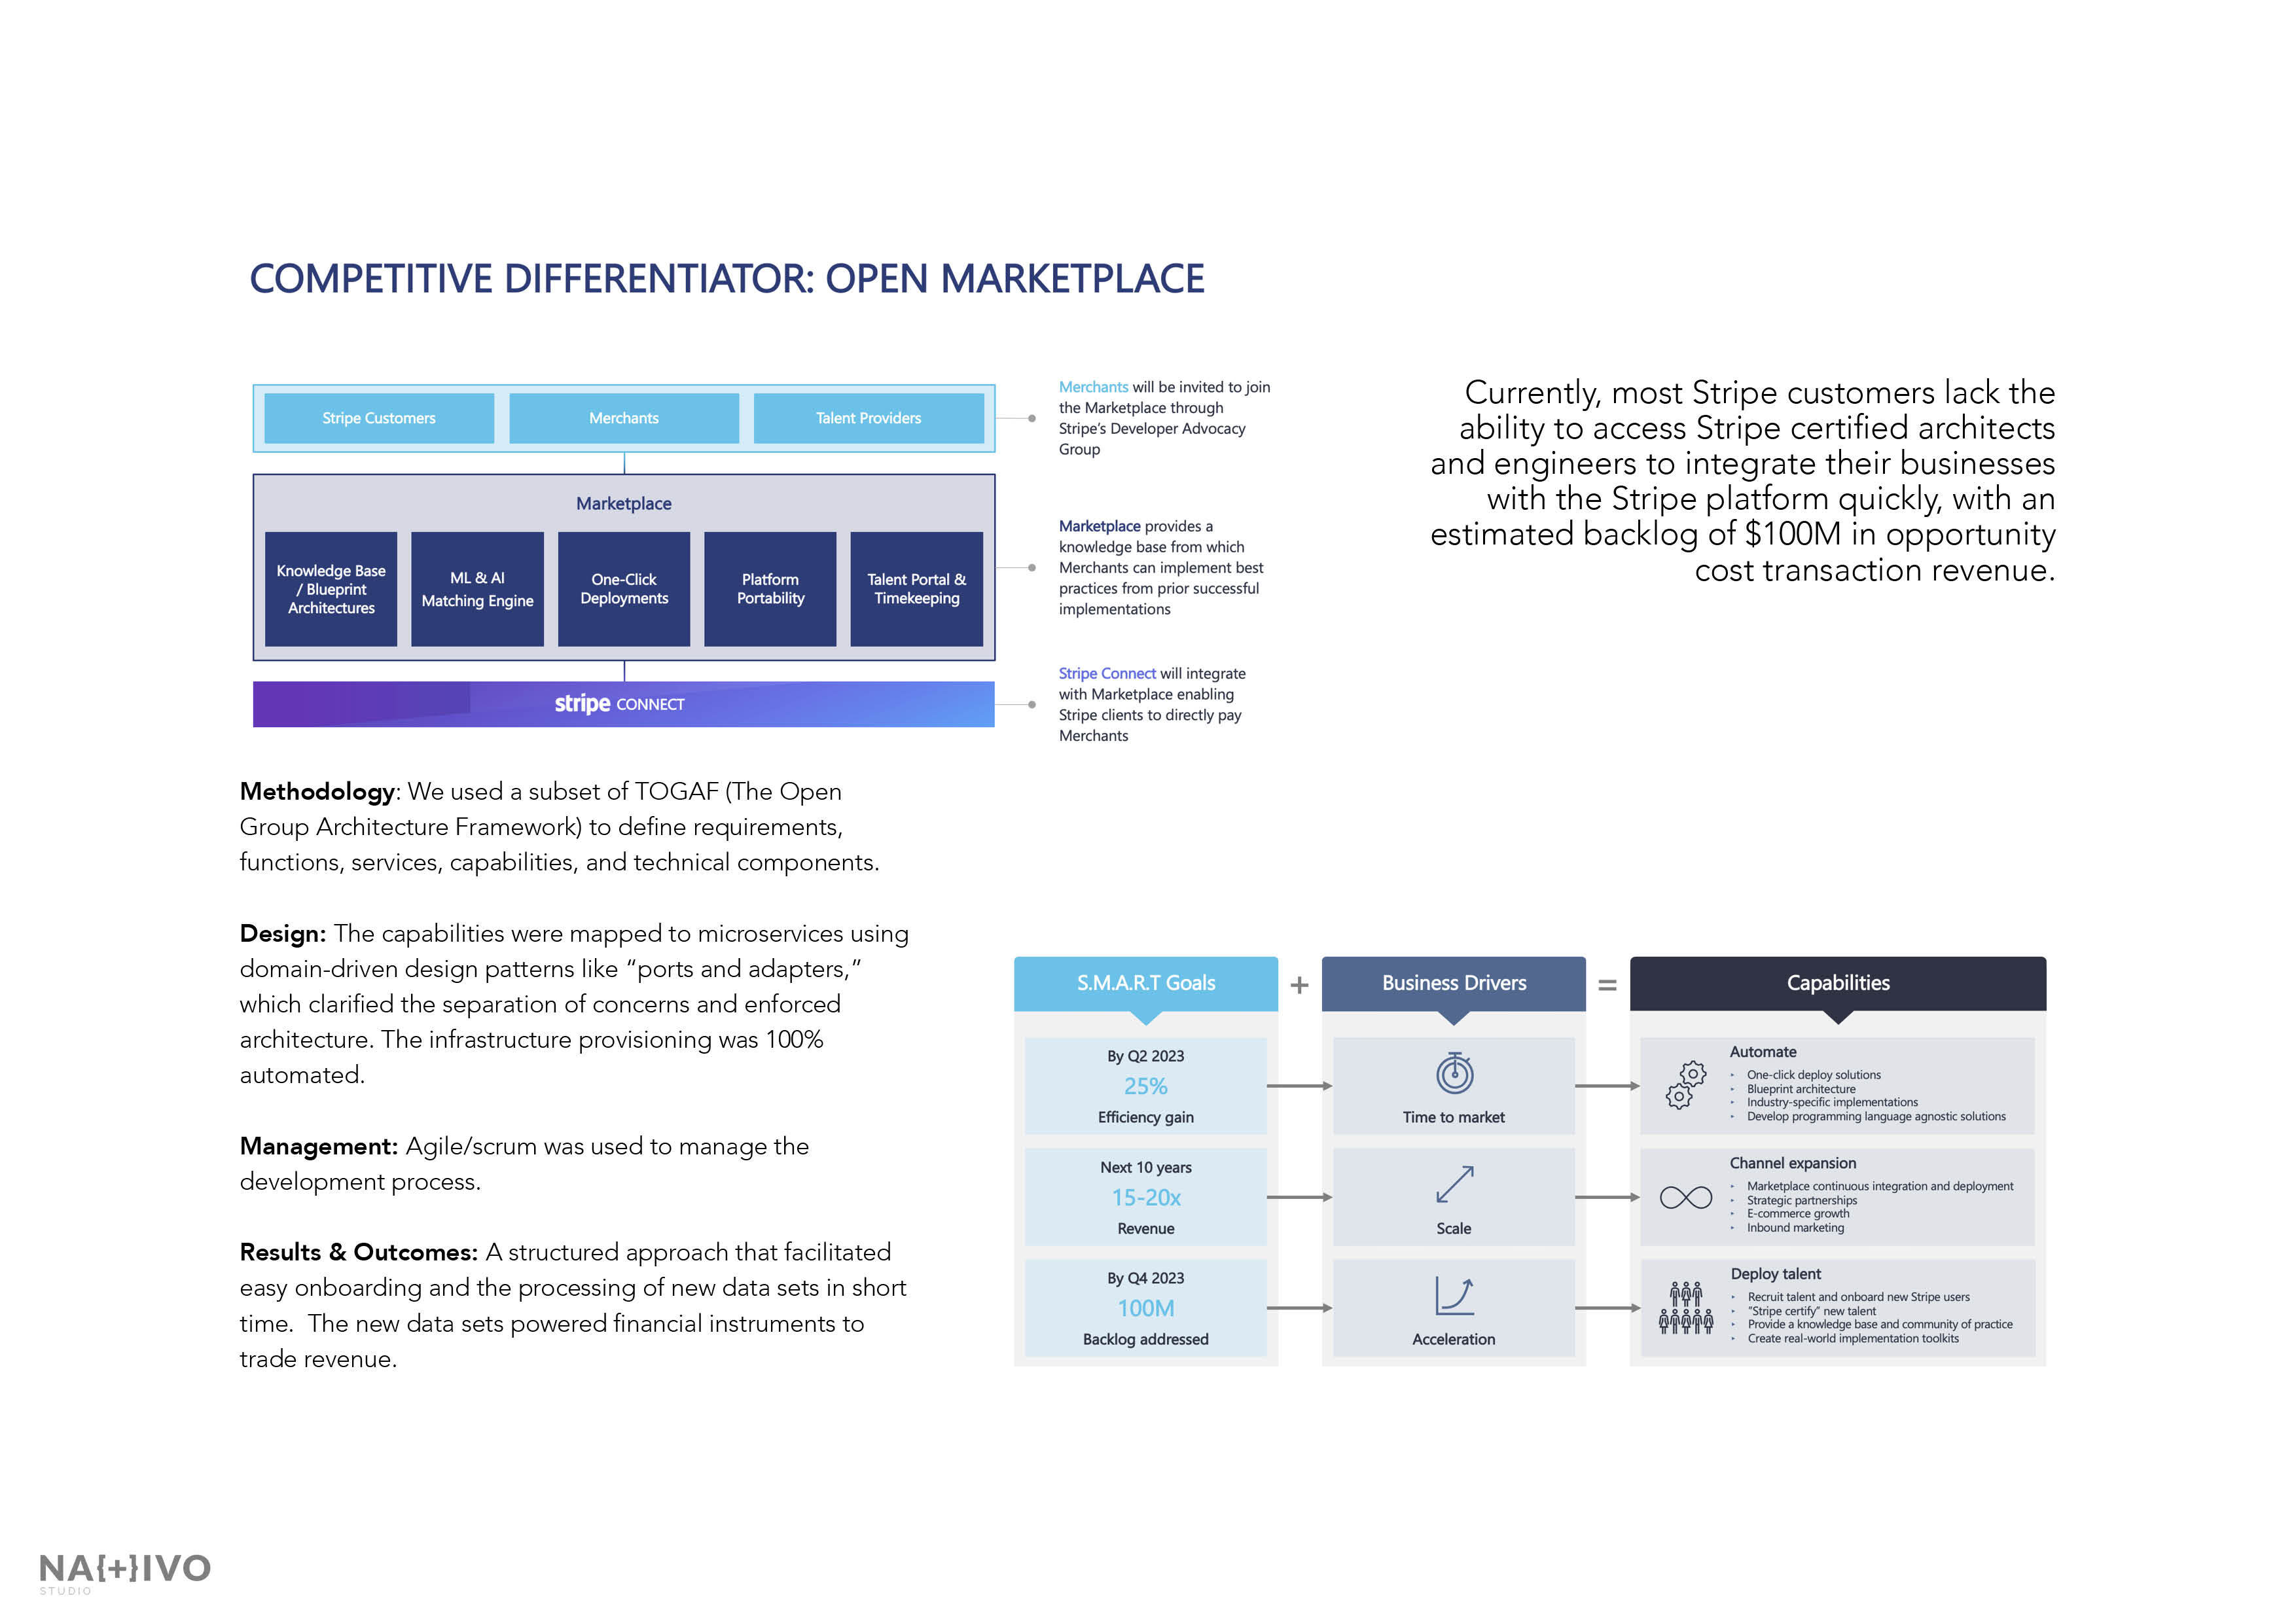 COMPETITIVE DIFFERENTIATOR: OPEN MARKETPLACE
Stripe Customers
Merchants
Talent Providers
Marketplace
Knowledge Base
/ Blueprint
Architectures
ML & AI
Matching Engine
One-Click
Deployments
Platform
Portability
Talent Portal &
Timekeeping
stripe CONNECT
Merchants will be invited to join
the Marketplace through
Stripe's Developer Advocacy
Group
Marketplace provides a
knowledge base from which
Merchants can implement best
practices from prior successful
implementations
Stripe Connect will integrate
with Marketplace enabling
Stripe clients to directly pay
Merchants
Currently, most Stripe customers lack the
ability to access Stripe certified architects
and engineers to integrate their businesses
with the Stripe platform quickly, with an
estimated backlog of $100M in opportunity
cost transaction revenue.
Methodology: We used a subset of TOGAF (The Open
Group Architecture Framework) to define requirements,
functions, services, capabilities, and technical components.
Design: The capabilities were mapped to microservices using
domain-driven design patterns like “ports and adapters,”
which clarified the separation of concerns and enforced
architecture. The infrastructure provisioning was 100%
automated.
Management: Agile/scrum was used to manage the
development process.
Results & Outcomes: A structured approach that facilitated
easy onboarding and the processing of new data sets in short
time.  The new data sets powered financial instruments to
trade revenue.
S.M.A.R.T Goals
+
Business Drivers
=
Capabilities
By Q2 2023
25%
Efficiency gain
Time to market
Automate
‣ One-click deploy solutions
‣ Blueprint architecture
‣ Industry-specific implementations
‣ Develop programming language agnostic solutions
Next 10 years
15-20x
Revenue
Scale
Channel expansion
‣ Marketplace continuous integration and deployment
‣ Strategic partnerships
‣ E-commerce growth
‣ Inbound marketing
By Q4 2023
100M
Backlog addressed
Acceleration
Deploy talent
‣ Recruit talent and onboard new Stripe users
‣ "Stripe certify" new talent
‣ Provide a knowledge base and community of practice
‣ Create real-world implementation toolkits
NA{+}IVO
STUDIO